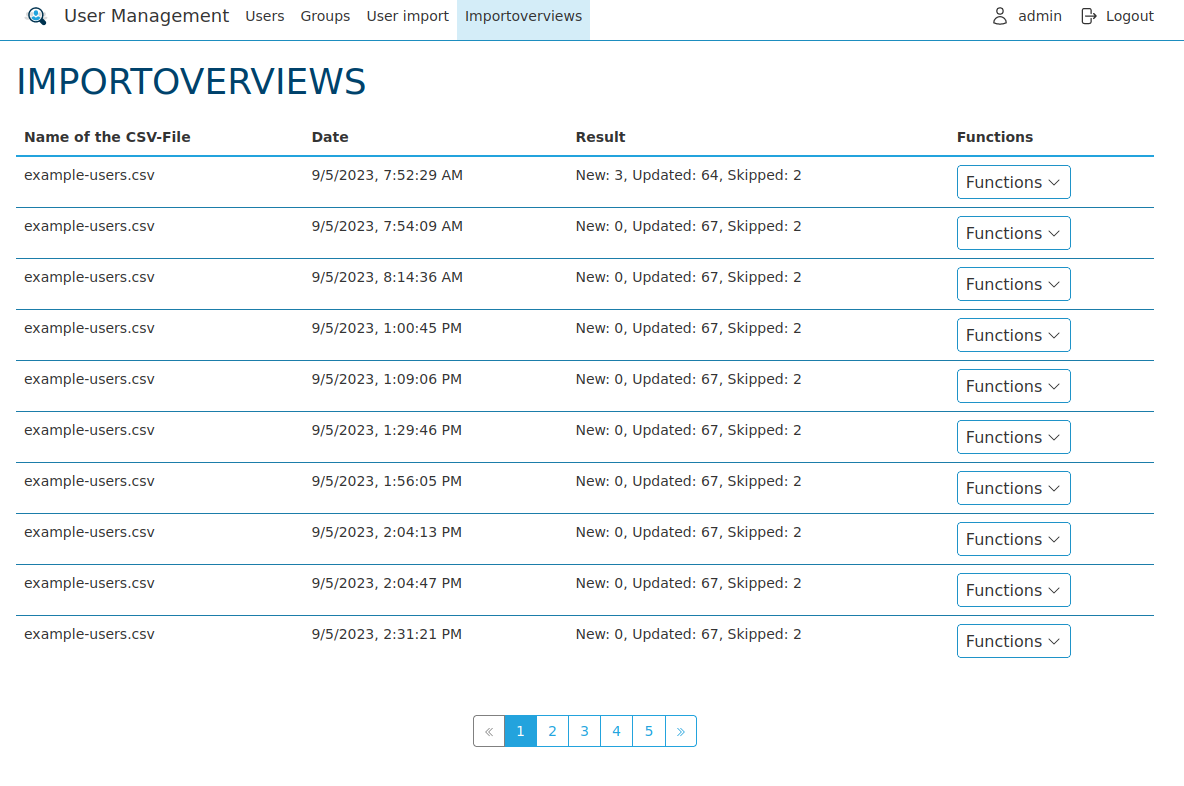 User Management Users Groups User import Importoverviews admin Logout
IMPORTOVERVIEWS
Name of the CSV-File Date Result Functions
example-users.csv 9/5/2023, 7:52:29 AM New: 3, Updated: 64, Skipped: 2 Functions
example-users.csv 9/5/2023, 7:54:09 AM New: 0, Updated: 67, Skipped: 2 Functions
example-users.csv 9/5/2023, 8:14:36 AM New: 0, Updated: 67, Skipped: 2 Functions
example-users.csv 9/5/2023, 1:00:45 PM New: 0, Updated: 67, Skipped: 2 Functions
example-users.csv 9/5/2023, 1:09:06 PM New: 0, Updated: 67, Skipped: 2 Functions
example-users.csv 9/5/2023, 1:29:46 PM New: 0, Updated: 67, Skipped: 2 Functions
example-users.csv 9/5/2023, 1:56:05 PM New: 0, Updated: 67, Skipped: 2 Functions
example-users.csv 9/5/2023, 2:04:13 PM New: 0, Updated: 67, Skipped: 2 Functions
example-users.csv 9/5/2023, 2:04:47 PM New: 0, Updated: 67, Skipped: 2 Functions
example-users.csv 9/5/2023, 2:31:21 PM New: 0, Updated: 67, Skipped: 2 Functions
« 1 2 3 4 5 »